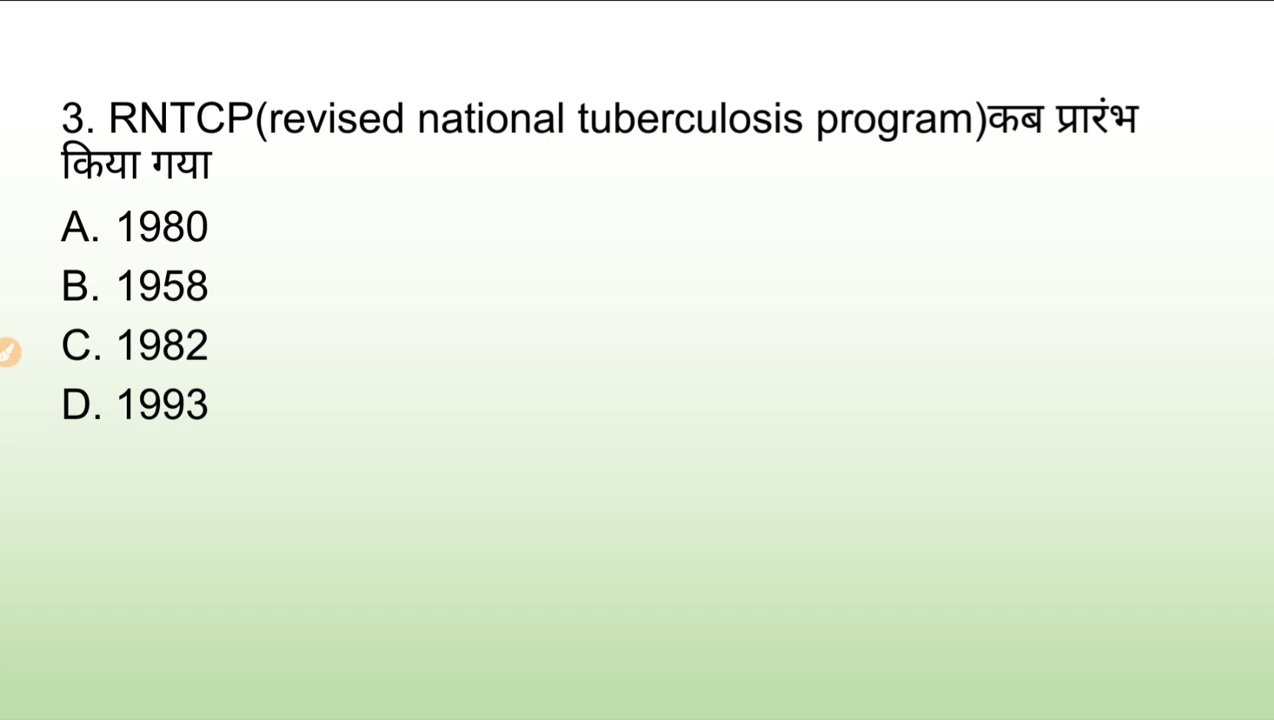 3. RNTCP(revised national tuberculosis program)कब प्रारंभ
किया गया
A. 1980
B. 1958
C. 1982
D. 1993